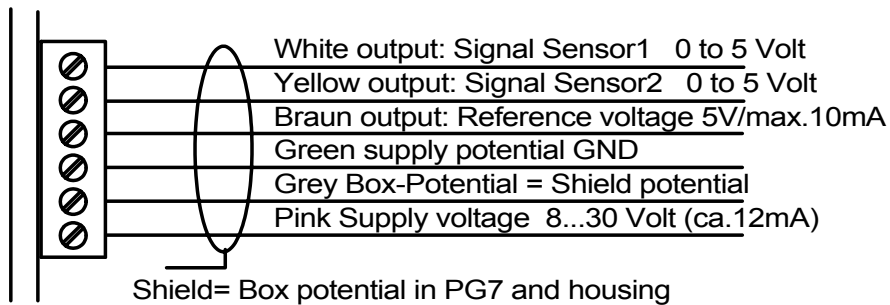 White output: Signal Sensor1 0 to 5 Volt
Yellow output: Signal Sensor2 0 to 5 Volt
Braun output: Reference voltage 5V/max.10mA
Green supply potential GND
Grey Box-Potential = Shield potential
Pink Supply voltage 8...30 Volt (ca.12mA)
Shield= Box potential in PG7 and housing